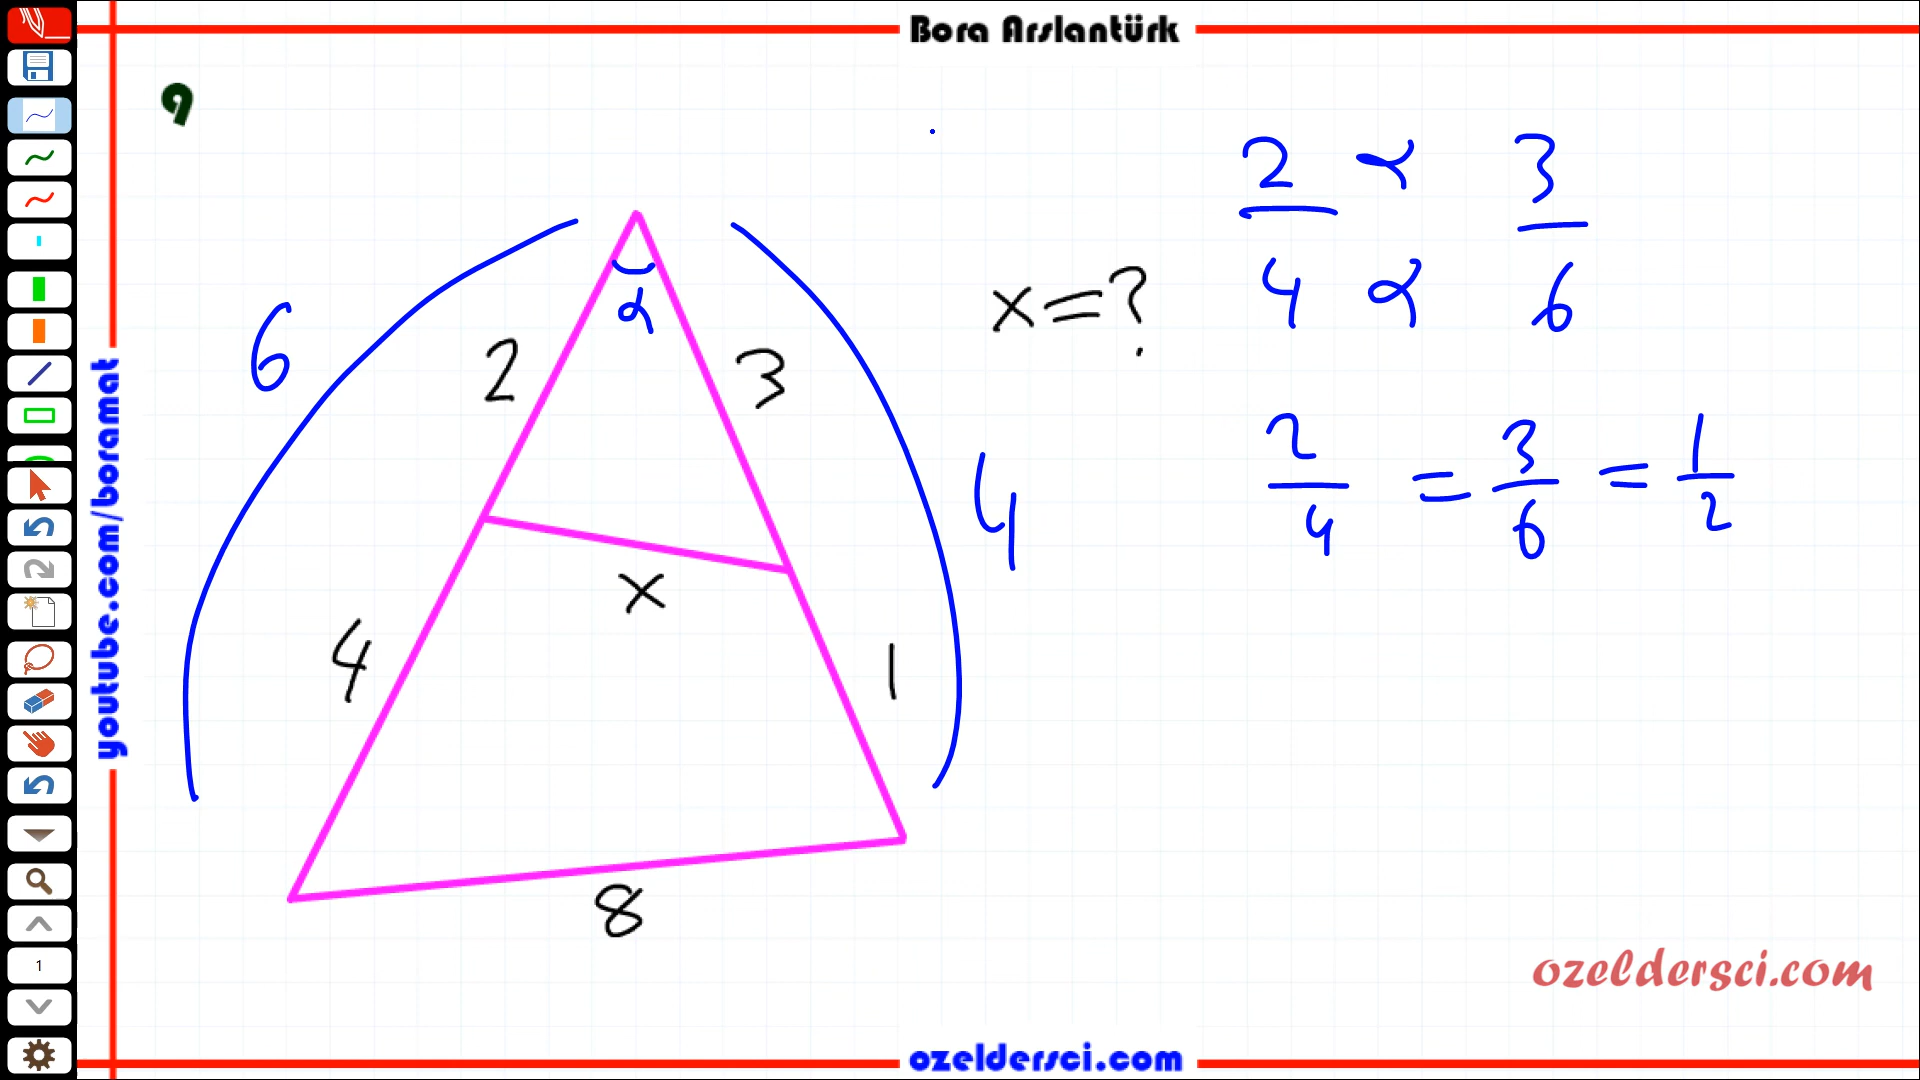 Bora Arslantürk
9
youtube.com/boramat
2 α 3
4 α 6
x=?
α
6
2
3
2/4 = 3/6 = 1/2
4
x
4
1
8
ozeldersci.com
1
ozeldersci.com